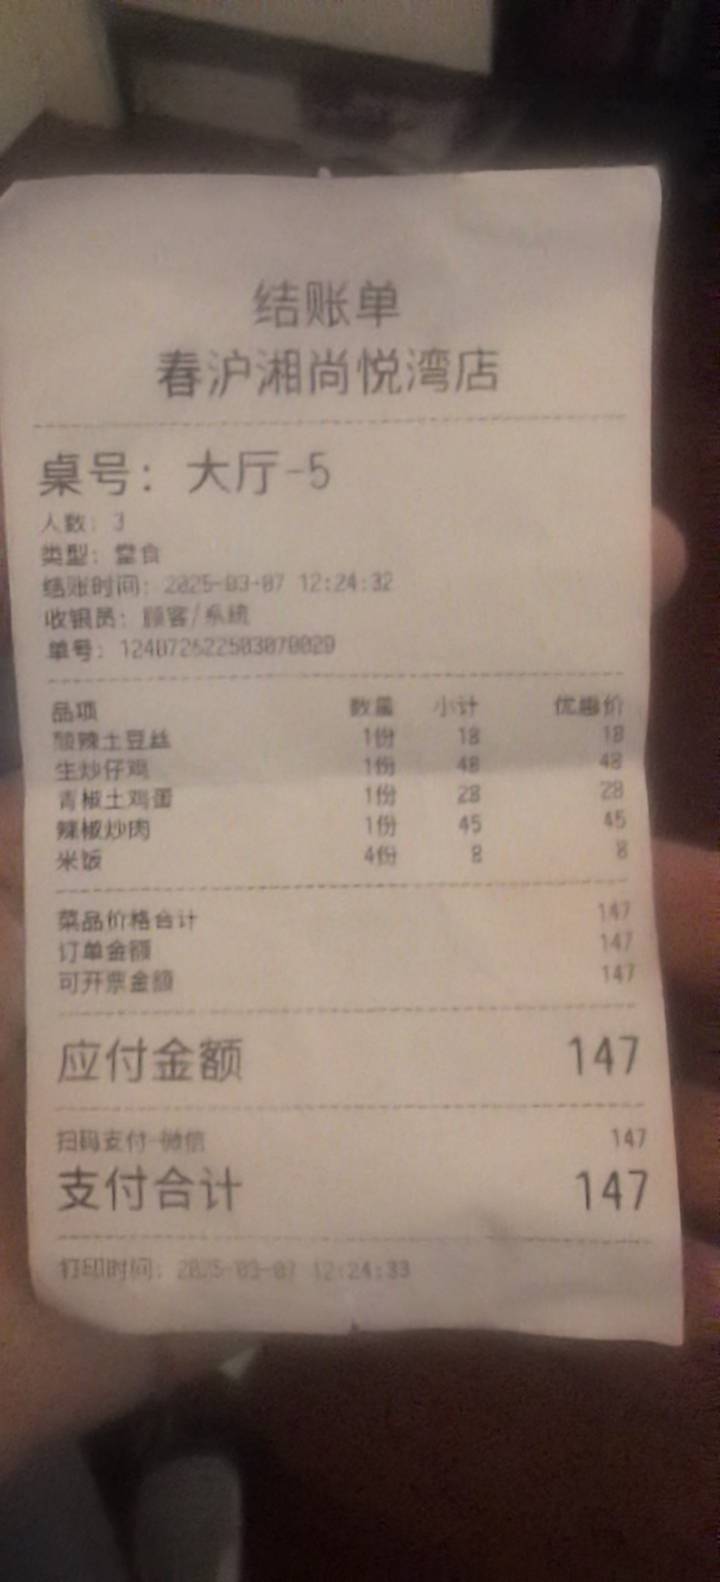 结账单
春沪湘尚悦湾店
桌号：大厅-5
人数：3
类型：堂食
结账时间：2025-03-07 12:24:32
收银员：顾客/系统
单号：
品项 数量 小计 优惠价
酸辣土豆丝 1份 18 18
生炒仔鸡 1份 48 48
青椒土鸡蛋 1份 28 28
辣椒炒肉 1份 45 45
米饭 4份 8 8
菜品价格合计 147
订单金额 147
可开票金额 147
应付金额 147
扫码支付-微信 147
支付合计 147
打印时间：2025-03-07 12:24:33